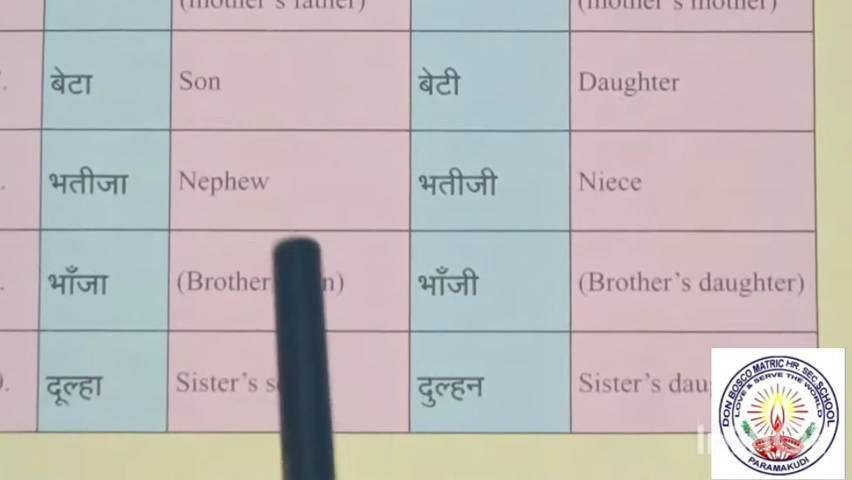 (mother's father) (mother's mother)
बेटा Son बेटी Daughter
भतीजा Nephew भतीजी Niece
भाँजा (Brother भाँजी (Brother's daughter)
दूल्हा Sister's दुल्हन Sister's
DON BOSCO MATRIC HR. SEC. SCHOOL
LOVE & SERVE THE WORLD
PARAMAKUDI